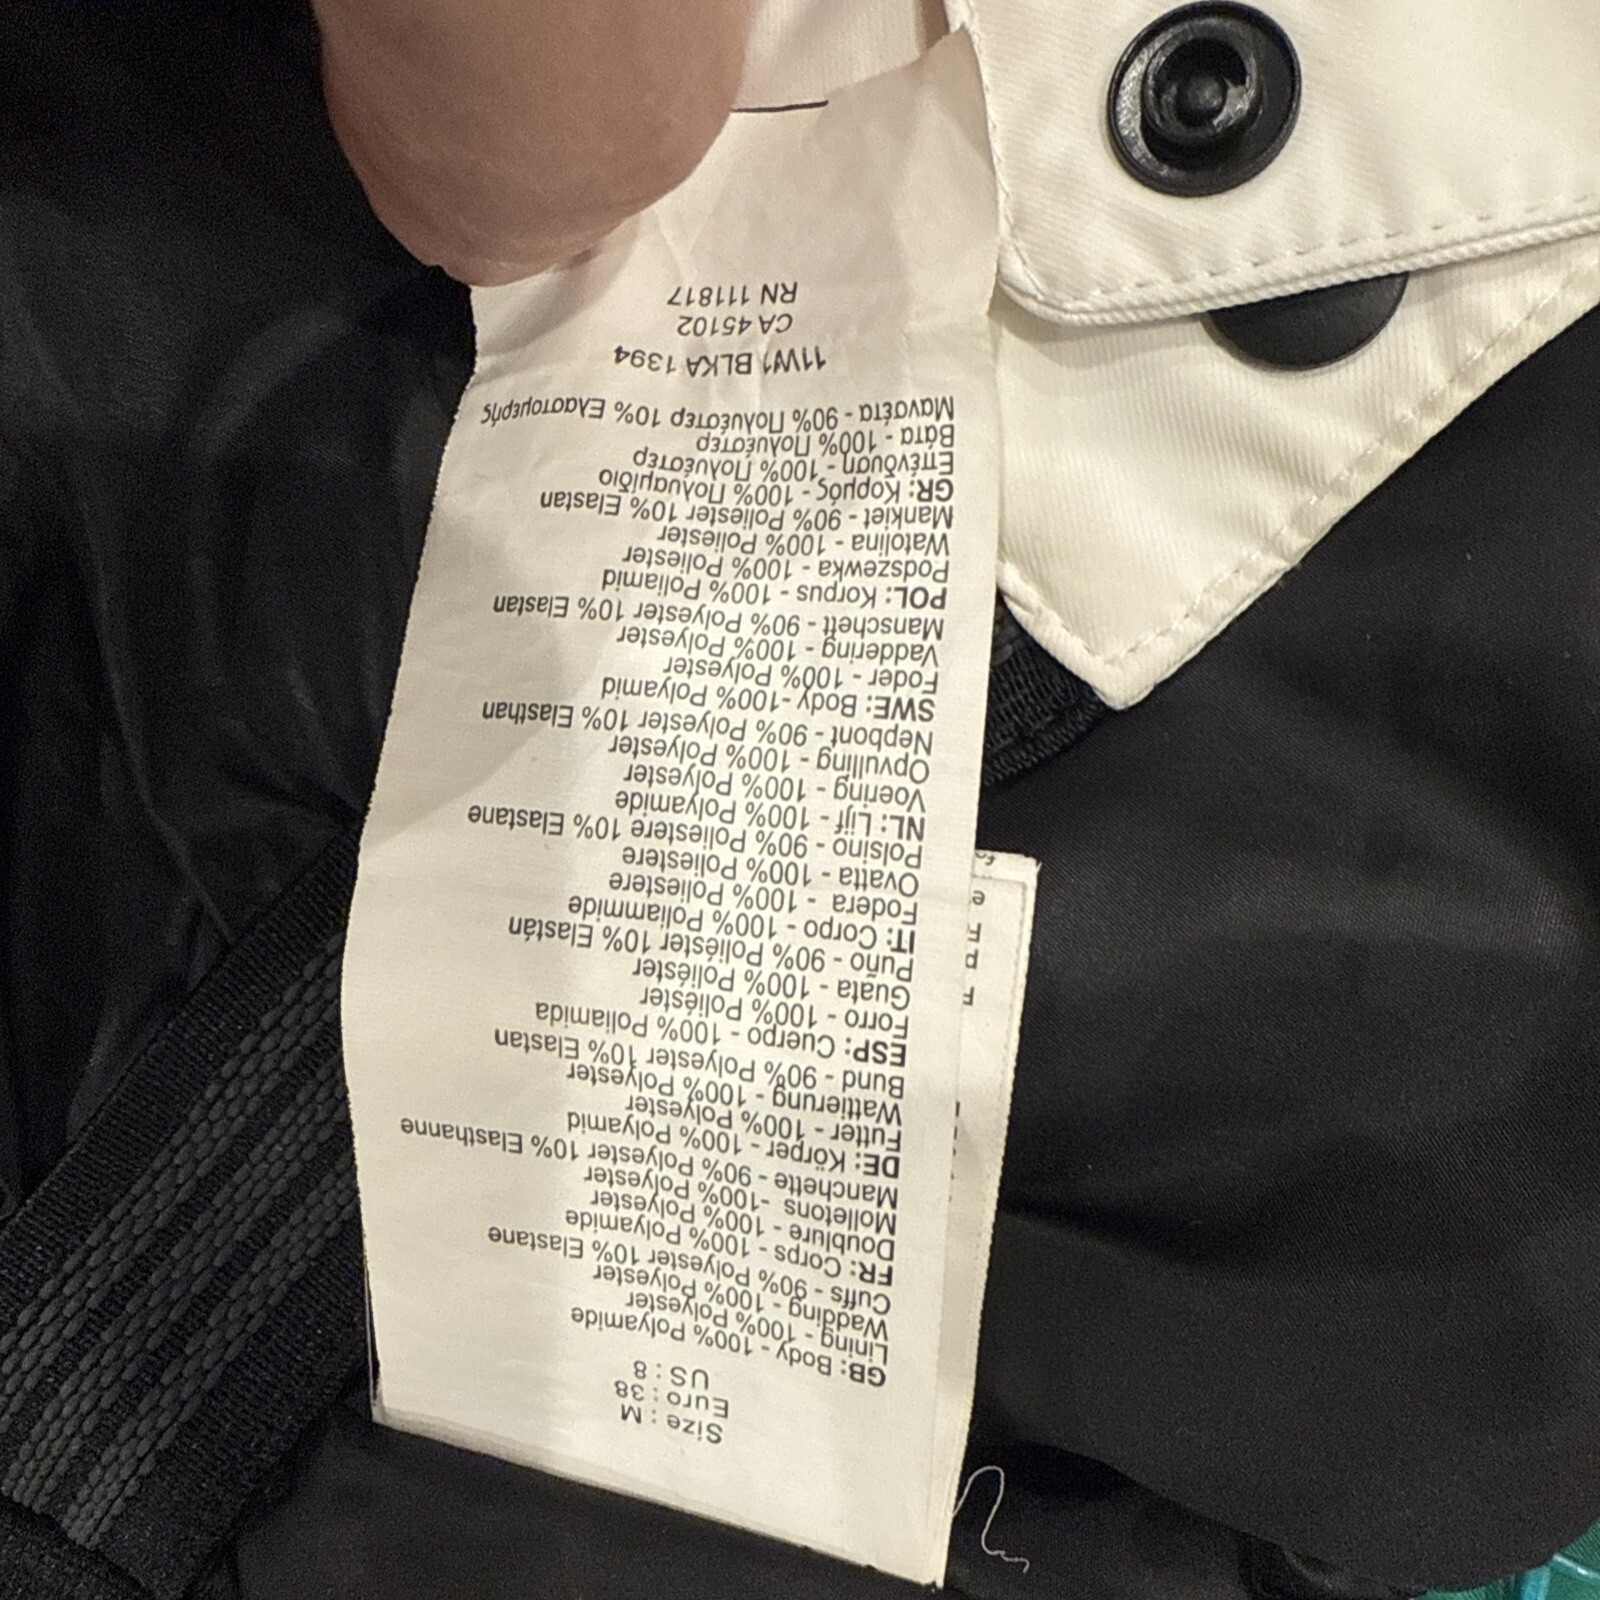 Size : M
Euro : 38
US : 8
GB: Body - 100% Polyamide
Lining - 100% Polyester
Wadding - 100% Polyester
Cuffs - 90% Polyester 10% Elastane
FR: Corps - 100% Polyamide
Doublure - 100% Polyester
Molletons -100% Polyester
Manchette - 90% Polyester 10% Elasthanne
DE: Körper - 100% Polyamid
Futter - 100% Polyester
Wattierung - 100% Polyester
Bund - 90% Polyester 10% Elastan
ESP: Cuerpo - 100% Poliamida
Forro - 100% Poliéster
Guata - 100% Poliéster
Puño - 90% Poliéster 10% Elastán
IT: Corpo - 100% Poliammide
Fodera - 100% Poliestere
Ovatta - 100% Poliestere
Polsino - 90% Poliestere 10% Elastane
NL: Lijf - 100% Polyamide
Voering - 100% Polyester
Opvulling - 100% Polyester
Nepbont - 90% Polyester 10% Elasthan
SWE: Body -100% Polyamid
Foder - 100% Polyester
Vaddering - 100% Polyester
Manschett - 90% Polyester 10% Elastan
POL: Korpus - 100% Poliamid
Podszewka - 100% Poliester
Watolina - 100% Poliester
Mankiet - 90% Poliester 10% Elastan
GR: Κορμός - 100% Πολυαμίδιο
Επένδυση - 100% Πολυέστερ
Βάτα - 100% Πολυέστερ
Μανσέτα - 90% Πολυέστερ 10% Ελαστομερής
11W1 BLKA 1394
CA 45102
RN 111817